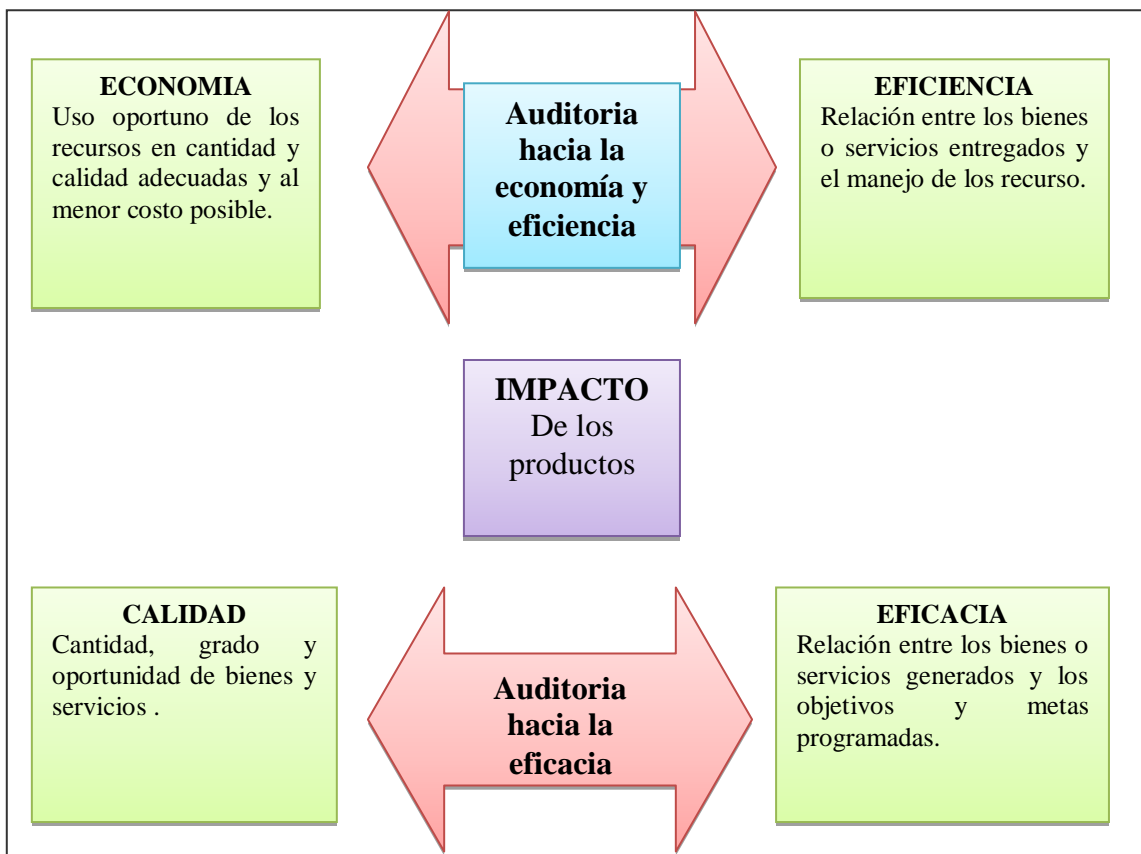 ECONOMIA
Uso oportuno de los
recursos en cantidad y
calidad adecuadas y al
menor costo posible.
Auditoria
hacia la
economía y
eficiencia
EFICIENCIA
Relación entre los bienes
o servicios entregados y
el manejo de los recurso.
IMPACTO
De los
productos
CALIDAD
Cantidad, grado y
oportunidad de bienes y
servicios .
Auditoria
hacia la
eficacia
EFICACIA
Relación entre los bienes o
servicios generados y los
objetivos y metas
programadas.